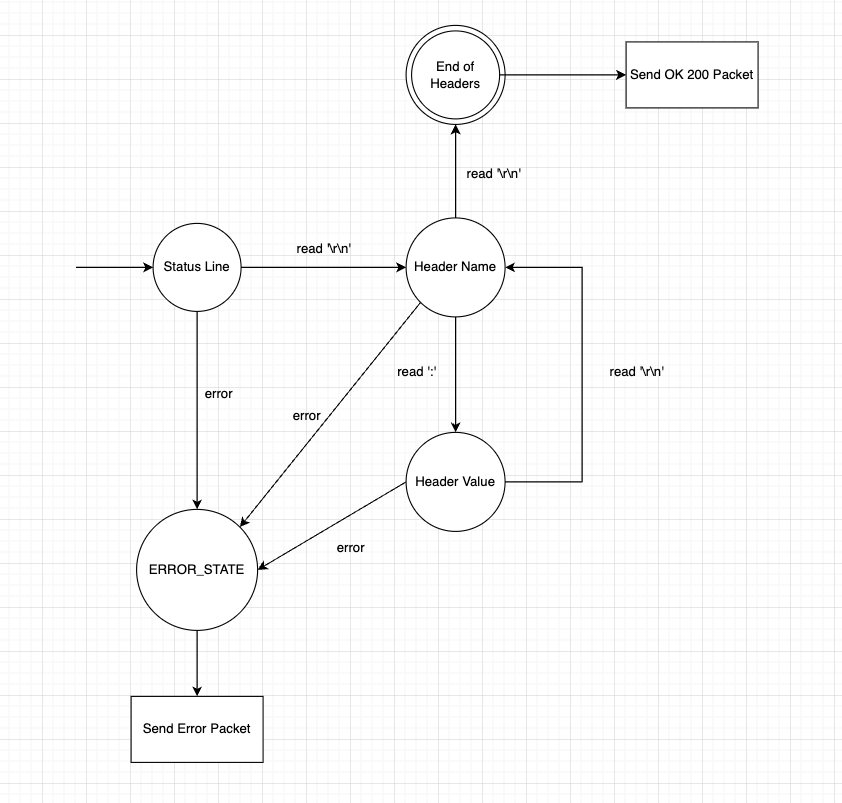 End of
Headers
Send OK 200 Packet
read '\r\n'
read '\r\n'
Status Line
Header Name
read ':'
read '\r\n'
error
error
Header Value
error
ERROR_STATE
Send Error Packet